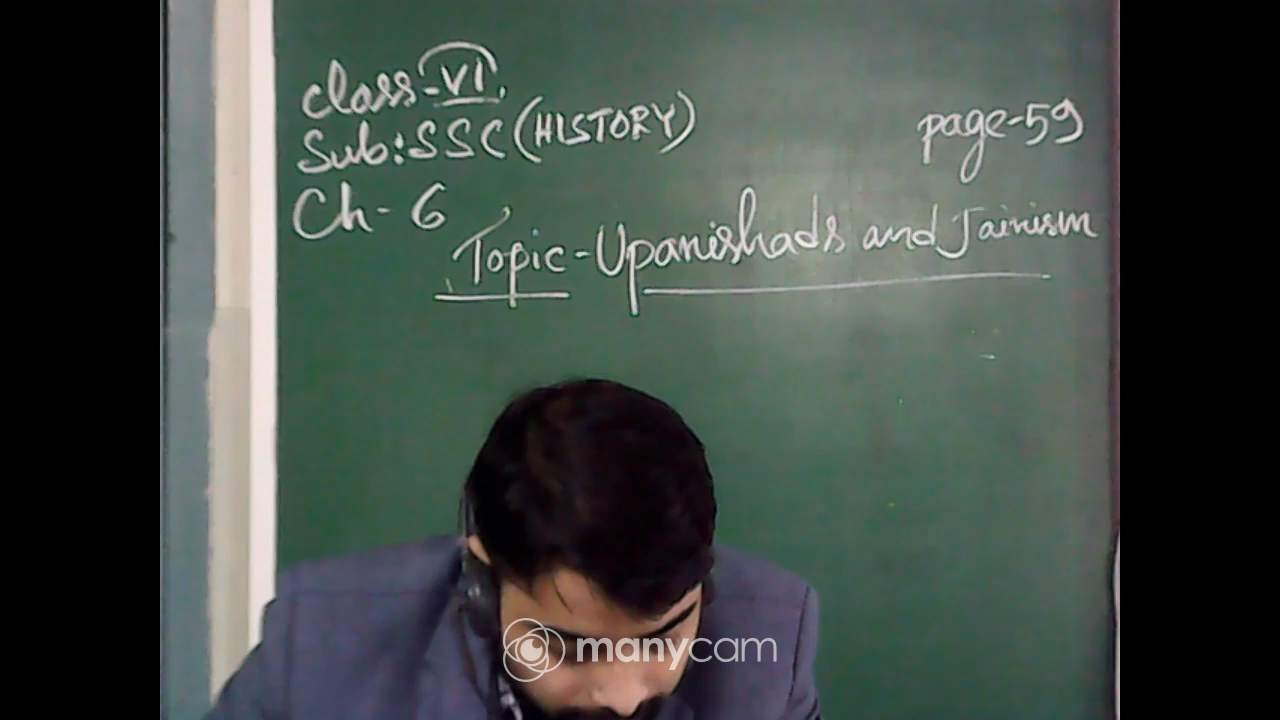 Class-VI.
Sub:SSC(HISTORY)
page-59
Ch-6
Topic-Upanishads and Jainism
manycam